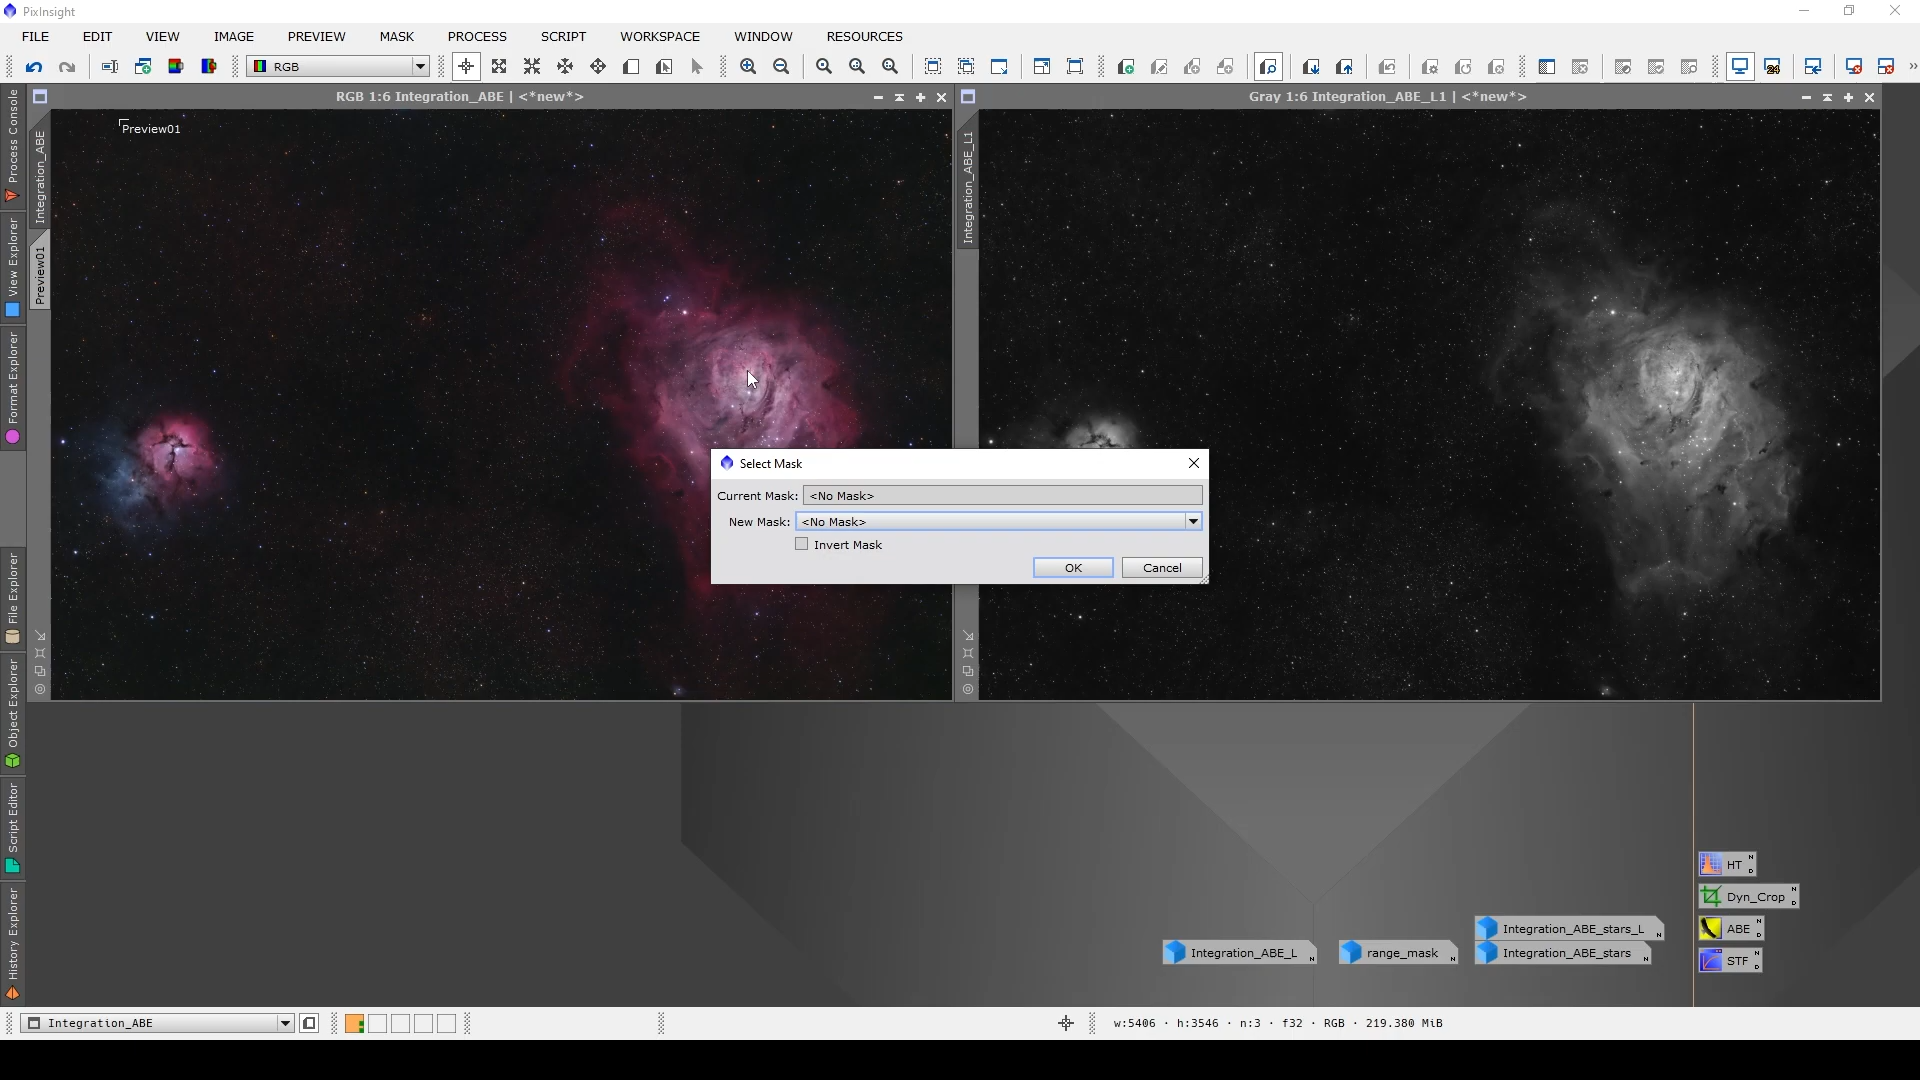 PixInsight
FILE EDIT VIEW IMAGE PREVIEW MASK PROCESS SCRIPT WORKSPACE WINDOW RESOURCES
RGB
24
Process Console
View Explorer
Format Explorer
File Explorer
Object Explorer
Script Editor
History Explorer
RGB 1:6 Integration_ABE | <*new*>
Integration_ABE
Preview01
Preview01
Gray 1:6 Integration_ABE_L1 | <*new*>
Integration_ABE_L1
Select Mask
Current Mask: <No Mask>
New Mask: <No Mask>
Invert Mask
OK Cancel
HT
N
D
Dyn_Crop
N
D
ABE
N
D
STF
N
D
Integration_ABE_stars_L
N
Integration_ABE_L
N
range_mask
N
Integration_ABE_stars
N
Integration_ABE
w:5406 · h:3546 · n:3 · f32 · RGB · 219.380 MiB